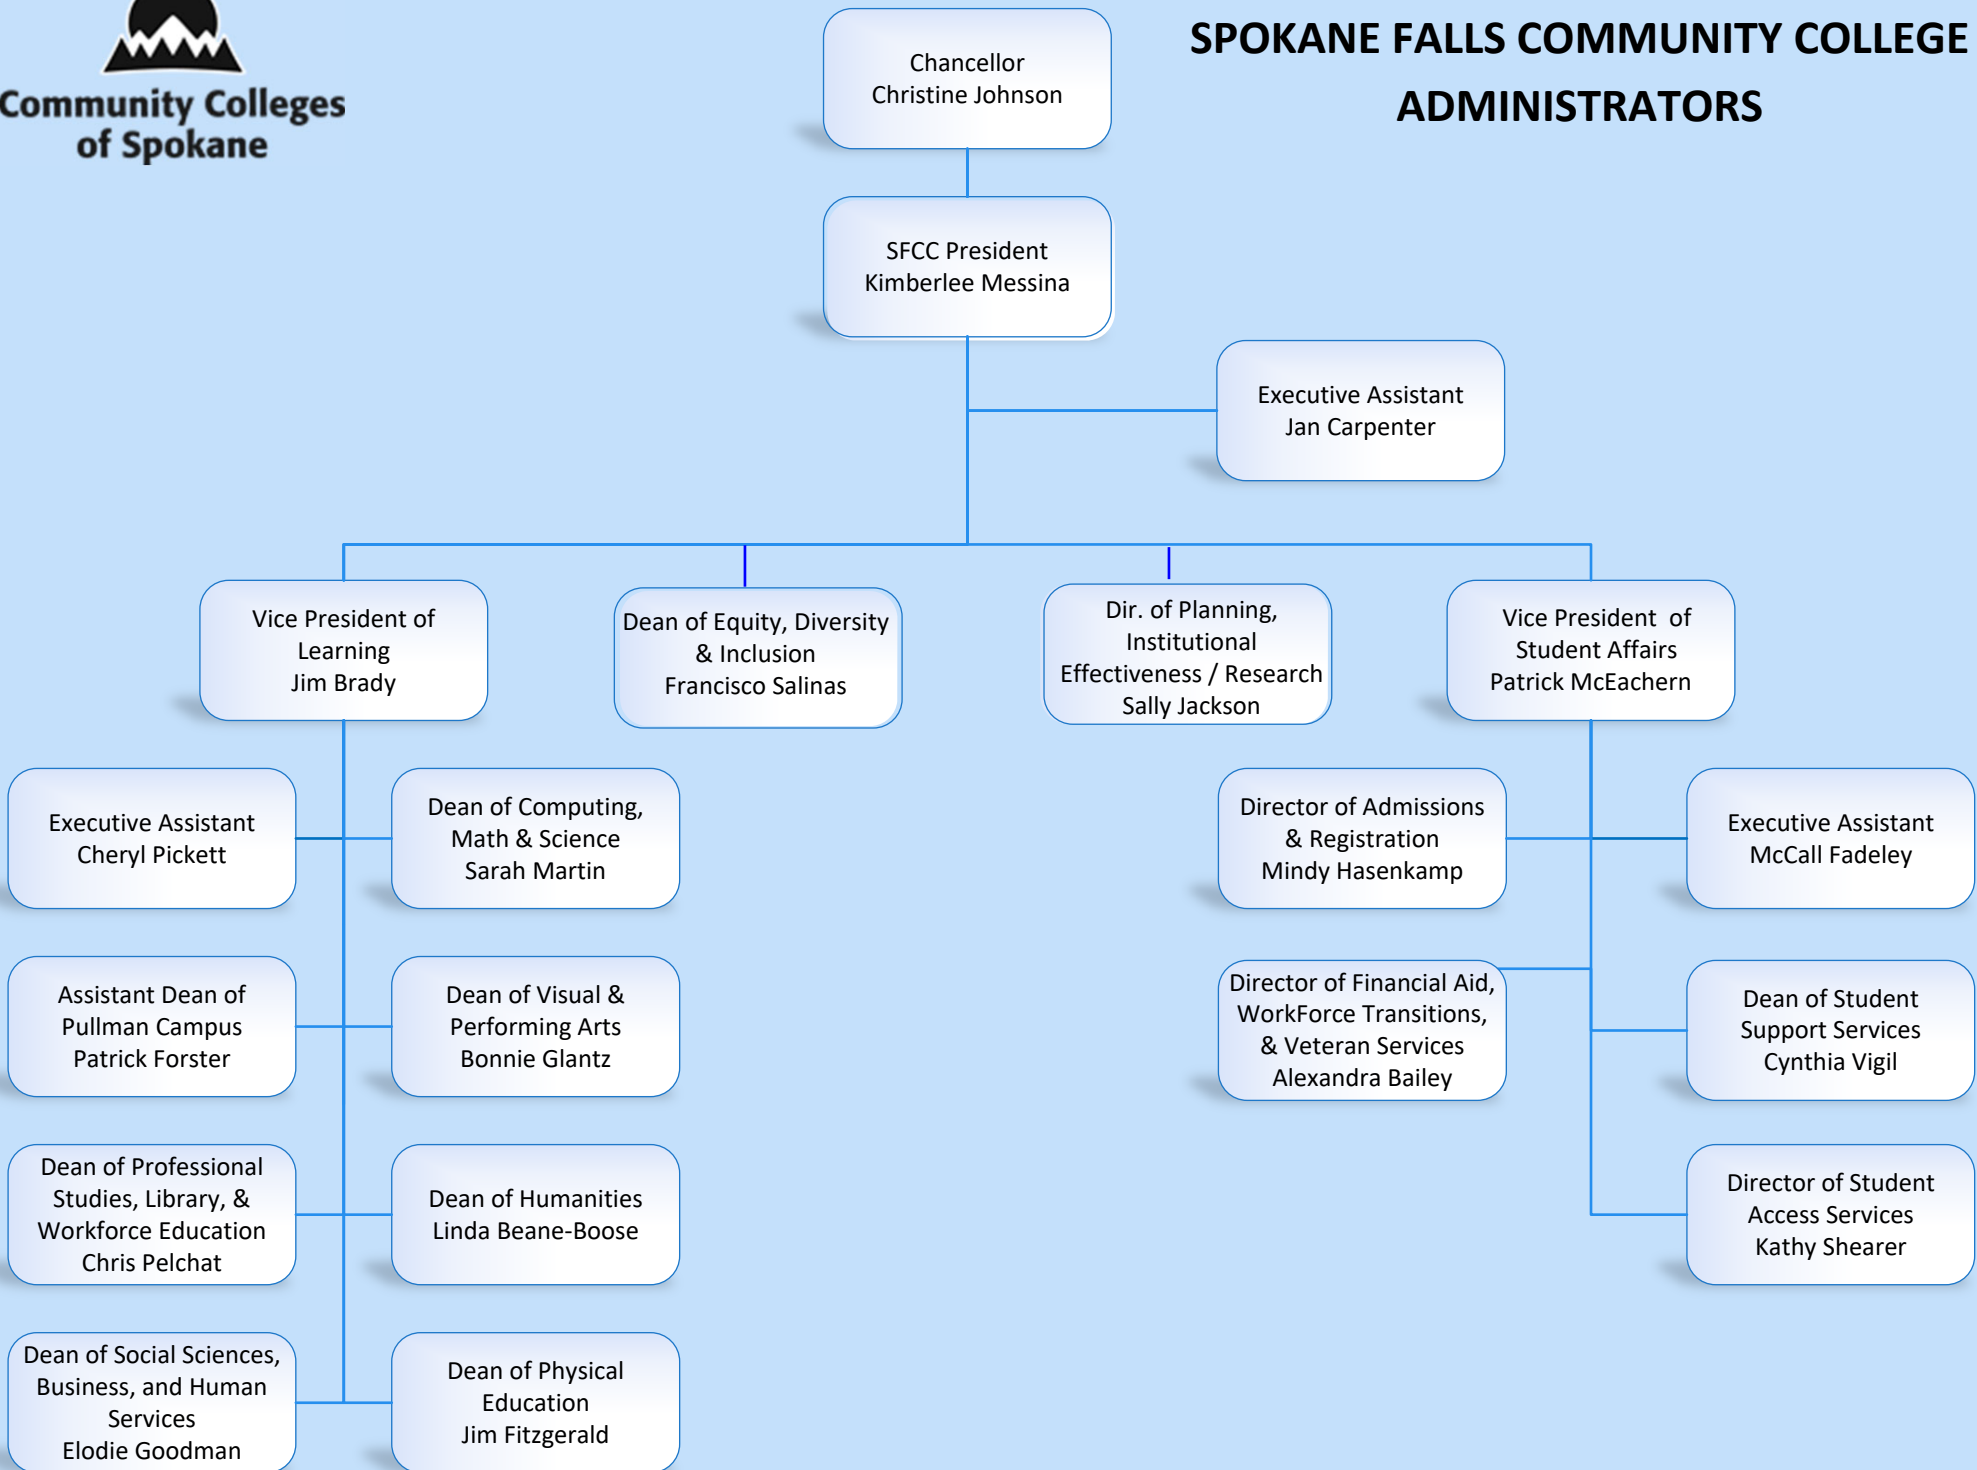 Community Colleges
of Spokane
SPOKANE FALLS COMMUNITY COLLEGE
ADMINISTRATORS
Chancellor
Christine Johnson
SFCC President
Kimberlee Messina
Executive Assistant
Jan Carpenter
Vice President of
Learning
Jim Brady
Dean of Equity, Diversity
& Inclusion
Francisco Salinas
Dir. of Planning,
Institutional
Effectiveness / Research
Sally Jackson
Vice President of
Student Affairs
Patrick McEachern
Executive Assistant
Cheryl Pickett
Dean of Computing,
Math & Science
Sarah Martin
Director of Admissions
& Registration
Mindy Hasenkamp
Executive Assistant
McCall Fadeley
Assistant Dean of
Pullman Campus
Patrick Forster
Dean of Visual &
Performing Arts
Bonnie Glantz
Director of Financial Aid,
WorkForce Transitions,
& Veteran Services
Alexandra Bailey
Dean of Student
Support Services
Cynthia Vigil
Dean of Professional
Studies, Library, &
Workforce Education
Chris Pelchat
Dean of Humanities
Linda Beane-Boose
Director of Student
Access Services
Kathy Shearer
Dean of Social Sciences,
Business, and Human
Services
Elodie Goodman
Dean of Physical
Education
Jim Fitzgerald